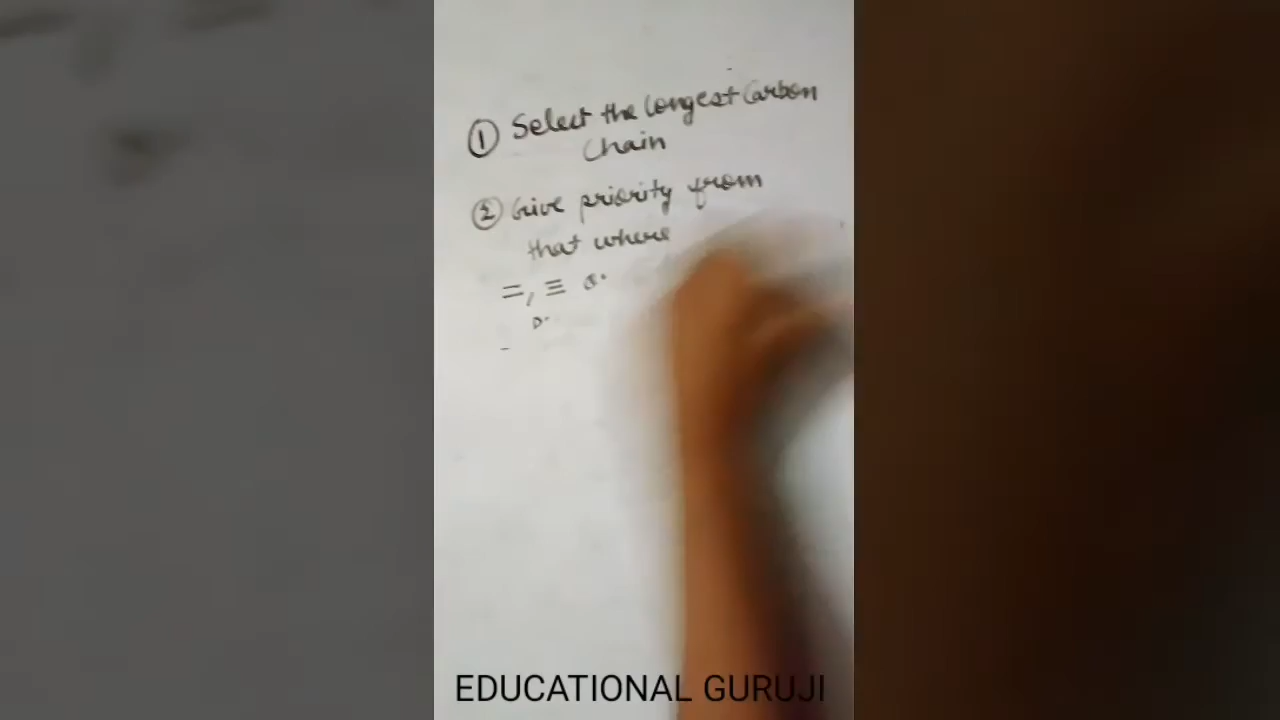 ① Select the longest Carbon
Chain
② Give priority from
that where
=, ≡
EDUCATIONAL GURUJI